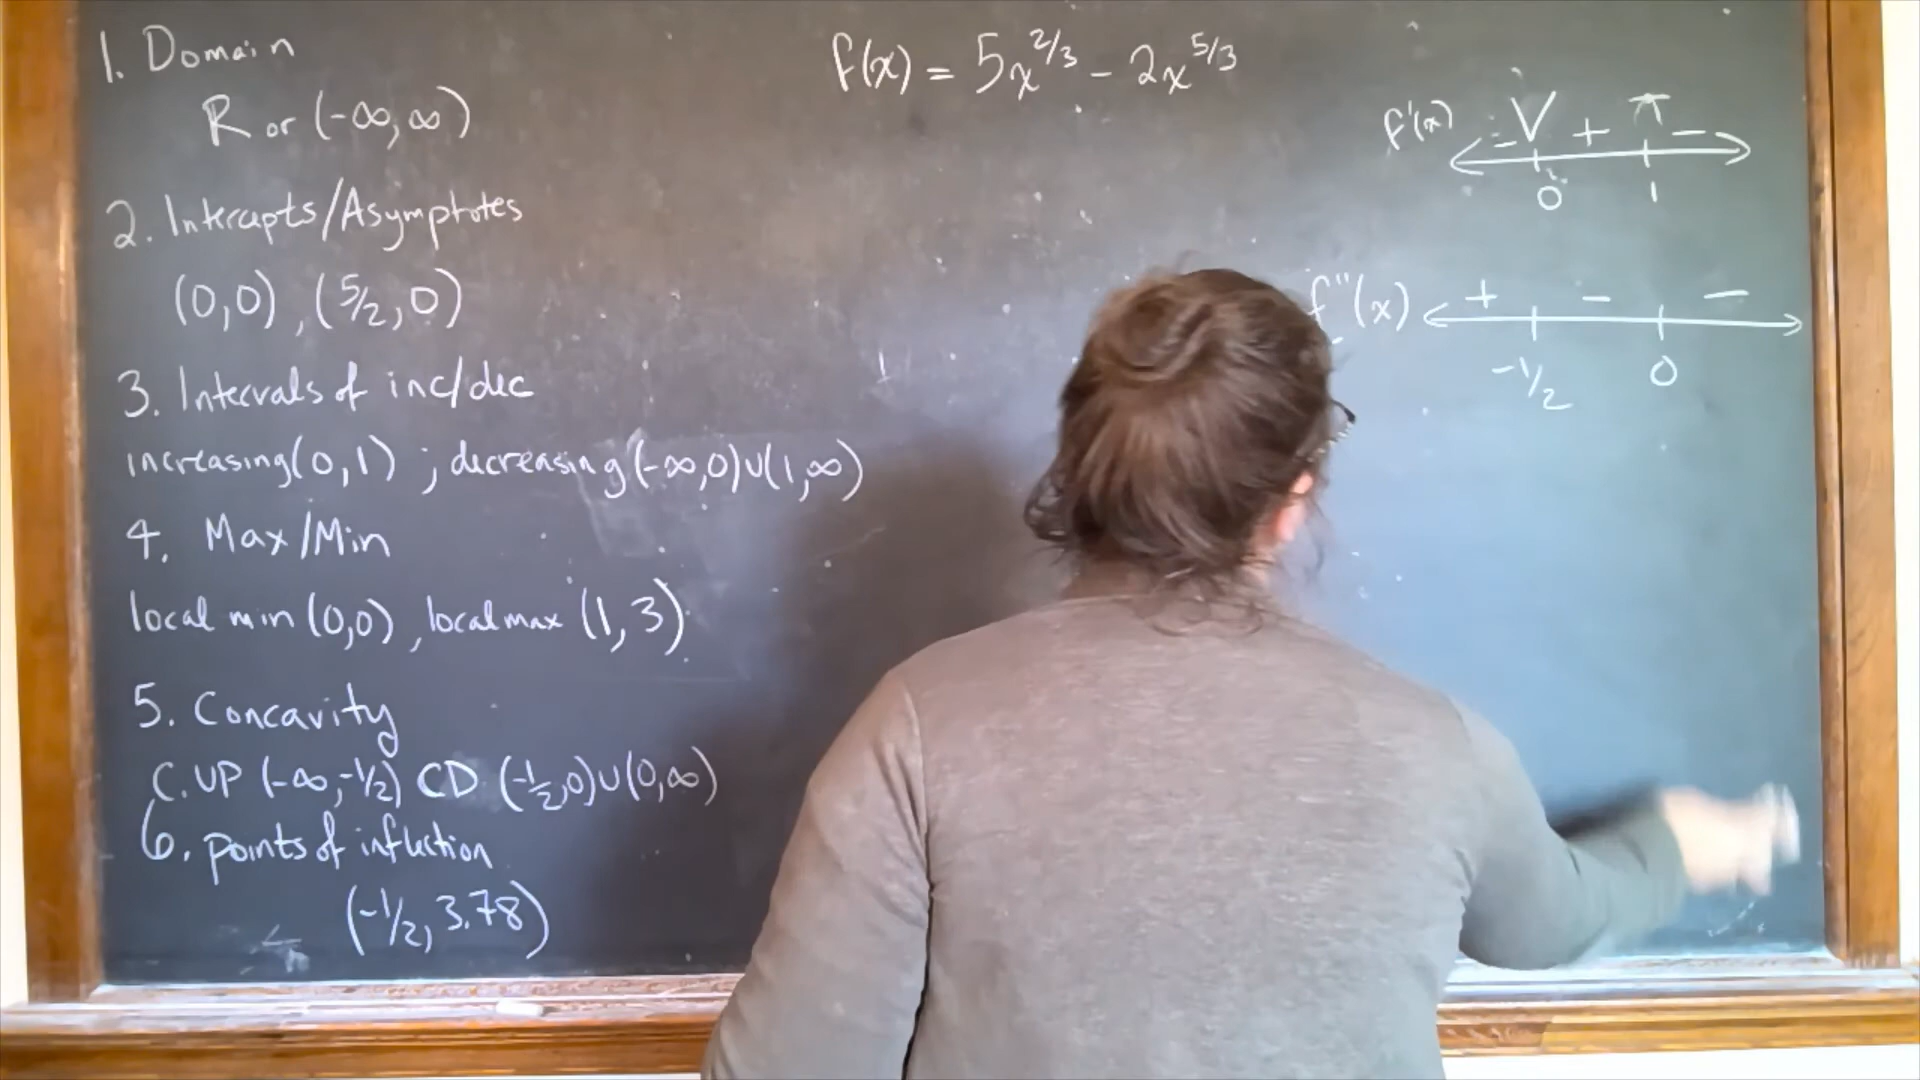 1. Domain
R or (-∞,∞)
2. Intercepts/Asymptotes
(0,0), (5/2,0)
3. Intervals of inc/dec
increasing(0,1) ; decreasing(-∞,0)∪(1,∞)
4. Max/Min
local min (0,0), local max (1,3)
5. Concavity
C.UP (-∞,-1/2) CD (-1/2,0)∪(0,∞)
6. points of inflection
(-1/2, 3.78)
f(x) = 5x^2/3 - 2x^5/3
f'(x) - + -
0 1
f"(x) + - -
-1/2 0